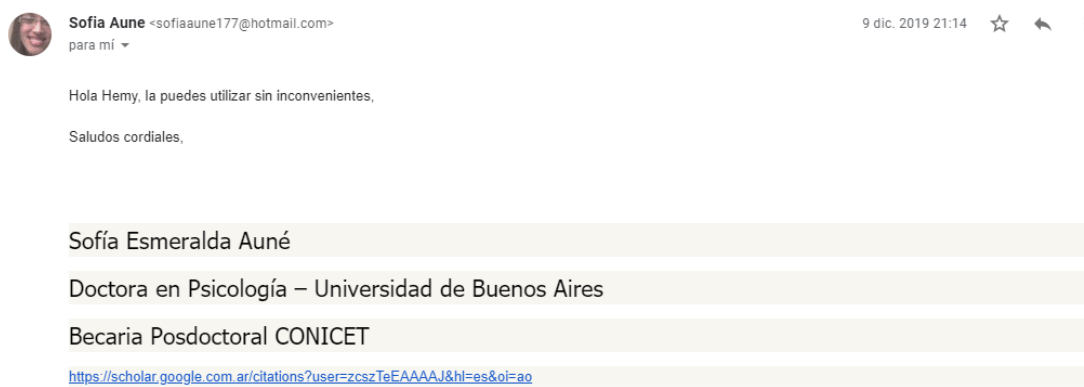 Sofia Aune <sofiaaune177@hotmail.com>
9 dic. 2019 21:14
para mí
Hola Hemy, la puedes utilizar sin inconvenientes,
Saludos cordiales,
Sofía Esmeralda Auné
Doctora en Psicología – Universidad de Buenos Aires
Becaria Posdoctoral CONICET
https://scholar.google.com.ar/citations?user=zcszTeEAAAAJ&hl=es&oi=ao